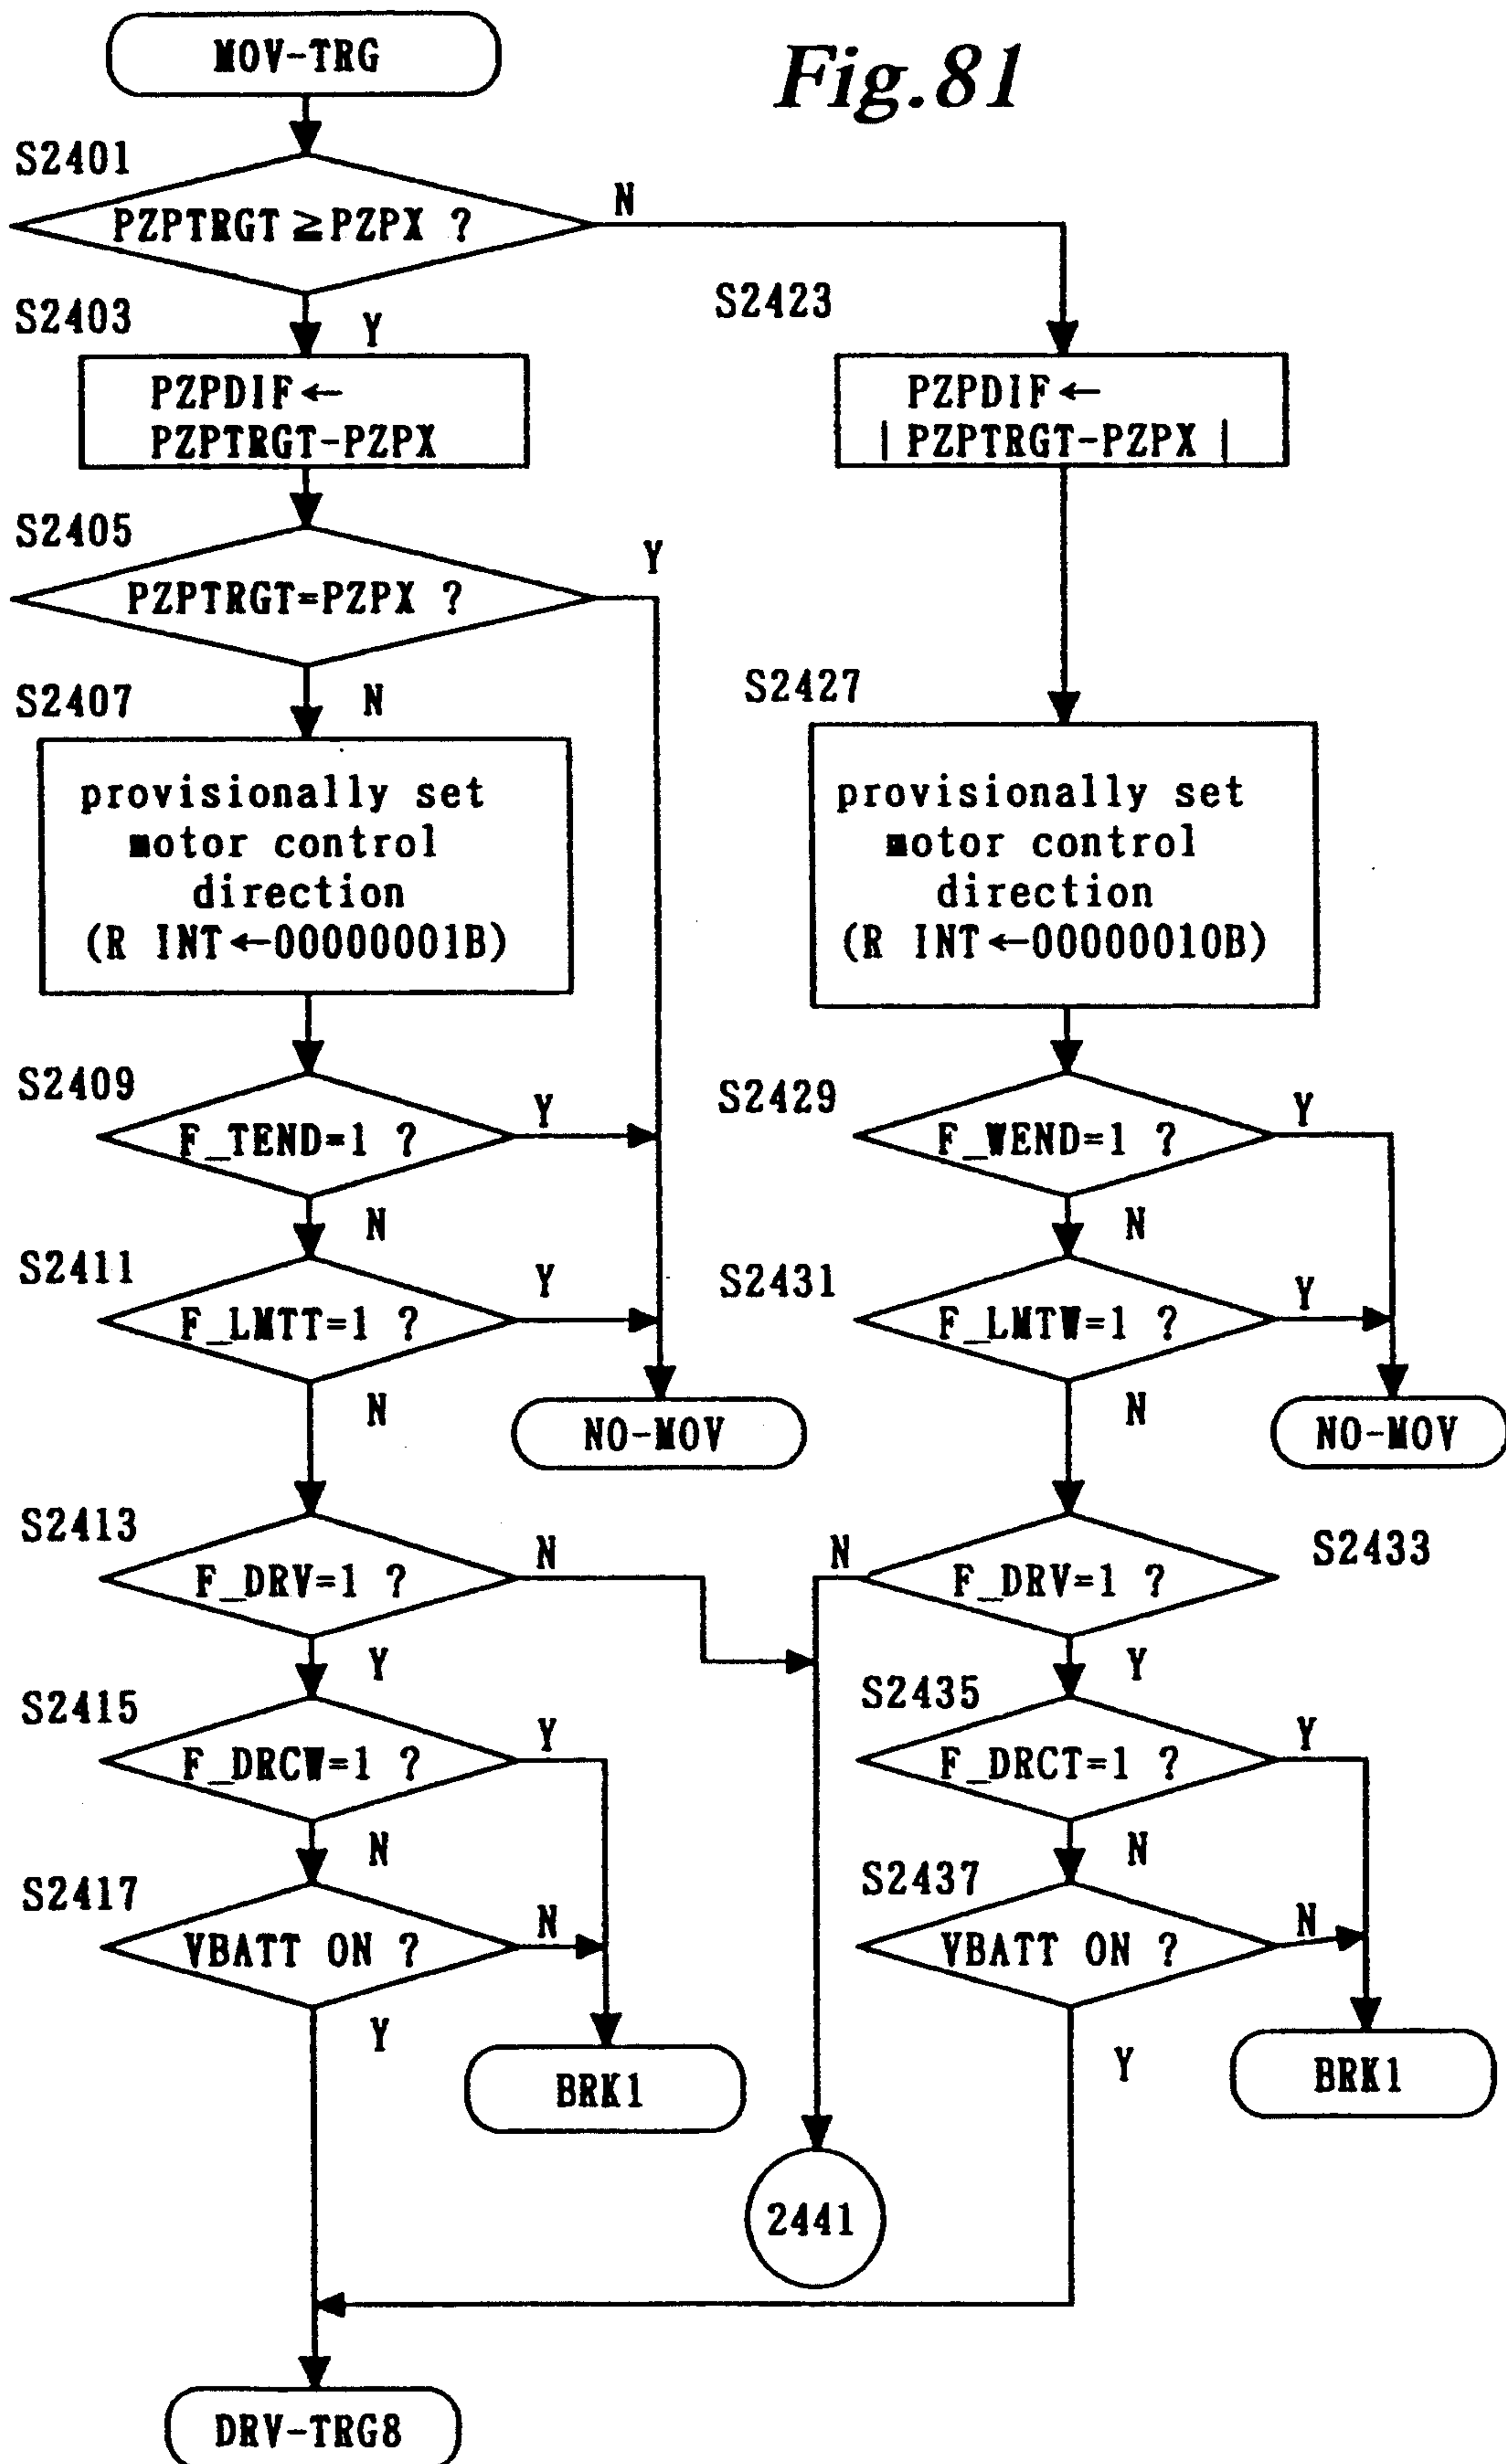 Fig.81
MOV-TRG
S2401
PZPTRGT≧PZPX ?
N
Y
S2403
PZPDIF←
PZPTRGT-PZPX
S2405
PZPTRGT=PZPX ?
Y
N
S2407
provisionally set
motor control
direction
(R INT←00000001B)
S2409
F_TEND=1 ?
Y
N
S2411
F_LMTT=1 ?
Y
N
NO-MOV
S2413
F_DRV=1 ?
N
Y
S2415
F_DRCW=1 ?
Y
N
S2417
VBATT ON ?
N
Y
BRK1
S2423
PZPDIF←
| PZPTRGT-PZPX |
S2427
provisionally set
motor control
direction
(R INT←00000010B)
S2429
F_WEND=1 ?
Y
N
S2431
F_LMTW=1 ?
Y
N
NO-MOV
S2433
F_DRV=1 ?
N
Y
S2435
F_DRCT=1 ?
Y
N
S2437
VBATT ON ?
N
Y
BRK1
2441
DRV-TRG8